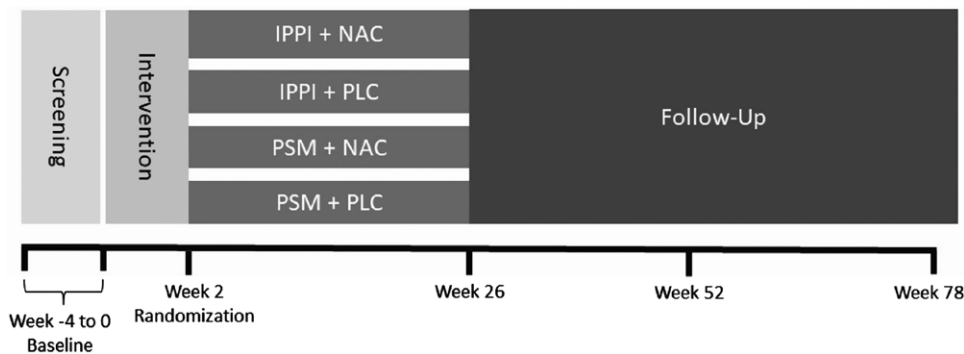 Screening
Intervention
IPPI + NAC
IPPI + PLC
PSM + NAC
PSM + PLC
Follow-Up
Week -4 to 0
Baseline
Week 2
Randomization
Week 26
Week 52
Week 78